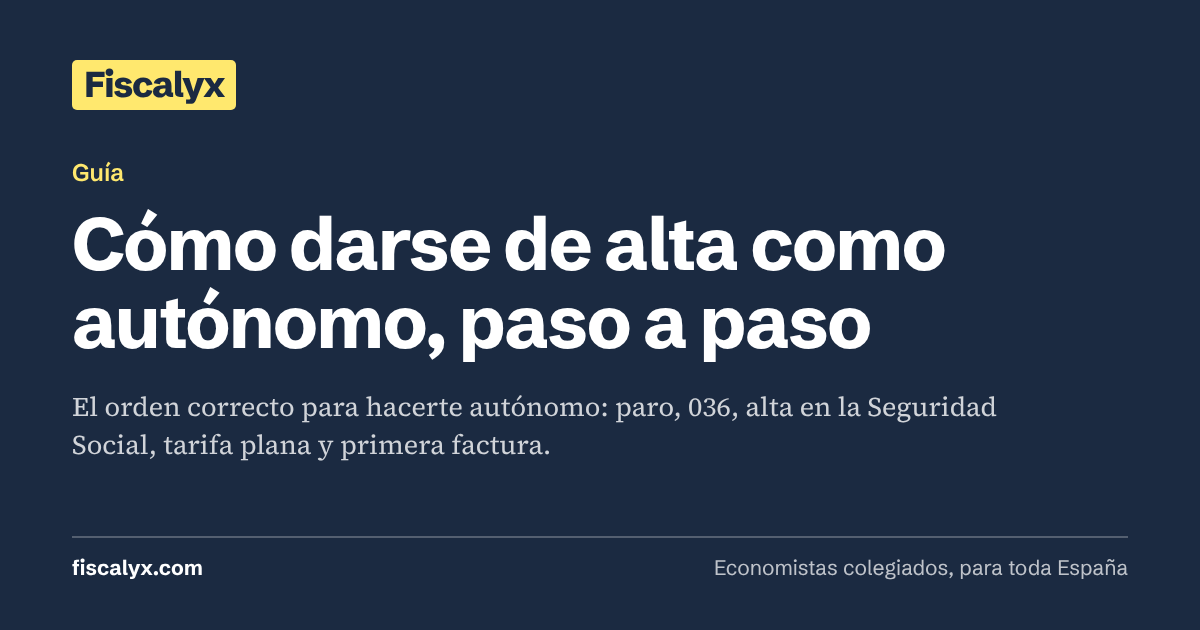 Fiscalyx
Guía
Cómo darse de alta como
autónomo, paso a paso
El orden correcto para hacerte autónomo: paro, 036, alta en la Seguridad
Social, tarifa plana y primera factura.
fiscalyx.com
Economistas colegiados, para toda España